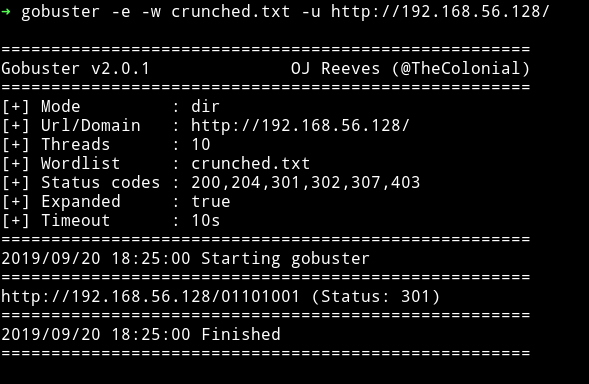 ➜ gobuster -e -w crunched.txt -u http://192.168.56.128/
=====================================================
Gobuster v2.0.1              OJ Reeves (@TheColonial)
=====================================================
[+] Mode         : dir
[+] Url/Domain   : http://192.168.56.128/
[+] Threads      : 10
[+] Wordlist     : crunched.txt
[+] Status codes : 200,204,301,302,307,403
[+] Expanded     : true
[+] Timeout      : 10s
=====================================================
2019/09/20 18:25:00 Starting gobuster
=====================================================
http://192.168.56.128/01101001 (Status: 301)
=====================================================
2019/09/20 18:25:00 Finished
=====================================================